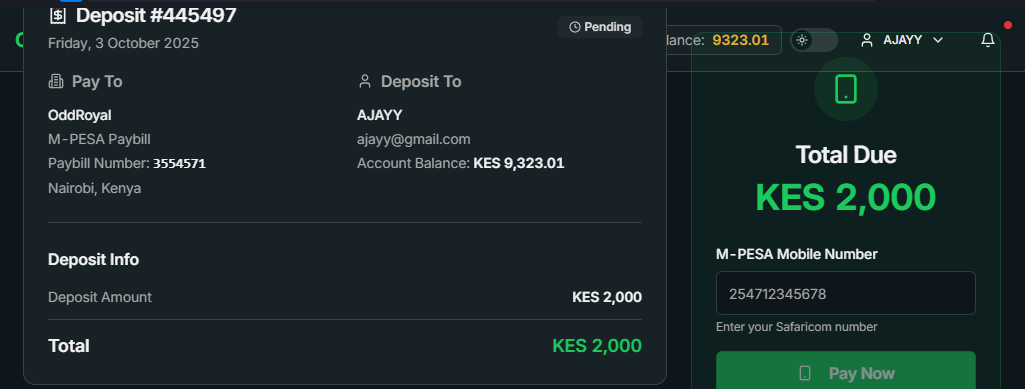 Deposit #445497
Friday, 3 October 2025
Pending
Pay To
OddRoyal
M-PESA Paybill
Paybill Number: 3554571
Nairobi, Kenya
Deposit To
AJAYY
ajayy@gmail.com
Account Balance: KES 9,323.01
Deposit Info
Deposit Amount KES 2,000
Total KES 2,000
lance: 9323.01
AJAYY
Total Due
KES 2,000
M-PESA Mobile Number
254712345678
Enter your Safaricom number
Pay Now